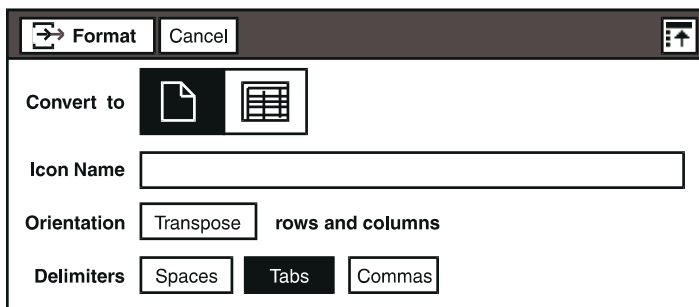 Format Cancel
Convert to
Icon Name
Orientation Transpose rows and columns
Delimiters Spaces Tabs Commas